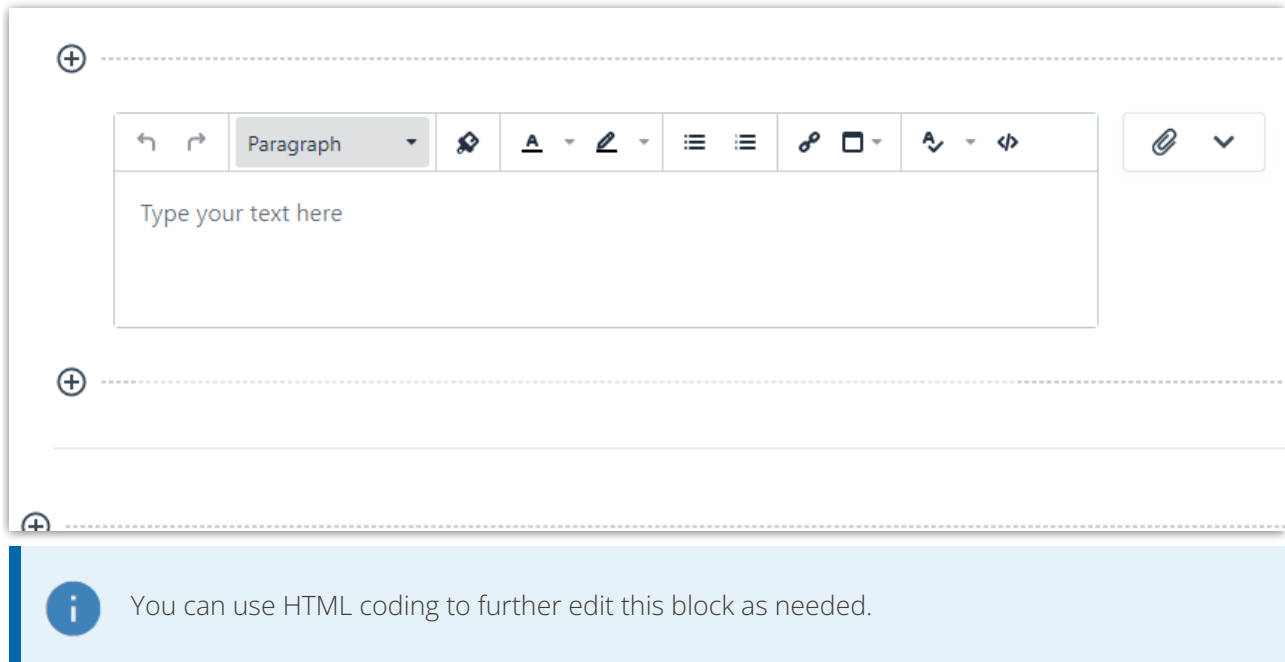 Paragraph
Type your text here
You can use HTML coding to further edit this block as needed.